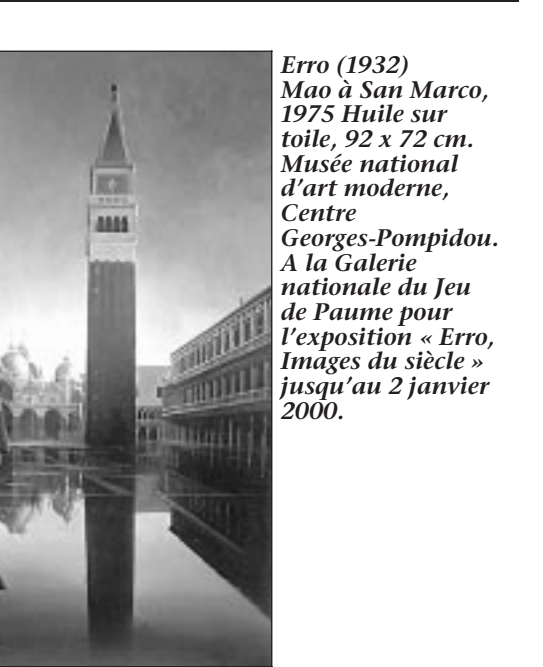 Erro (1932)
Mao à San Marco,
1975 Huile sur
toile, 92 x 72 cm.
Musée national
d'art moderne,
Centre
Georges-Pompidou.
A la Galerie
nationale du Jeu
de Paume pour
l'exposition « Erro,
Images du siècle »
jusqu'au 2 janvier
2000.